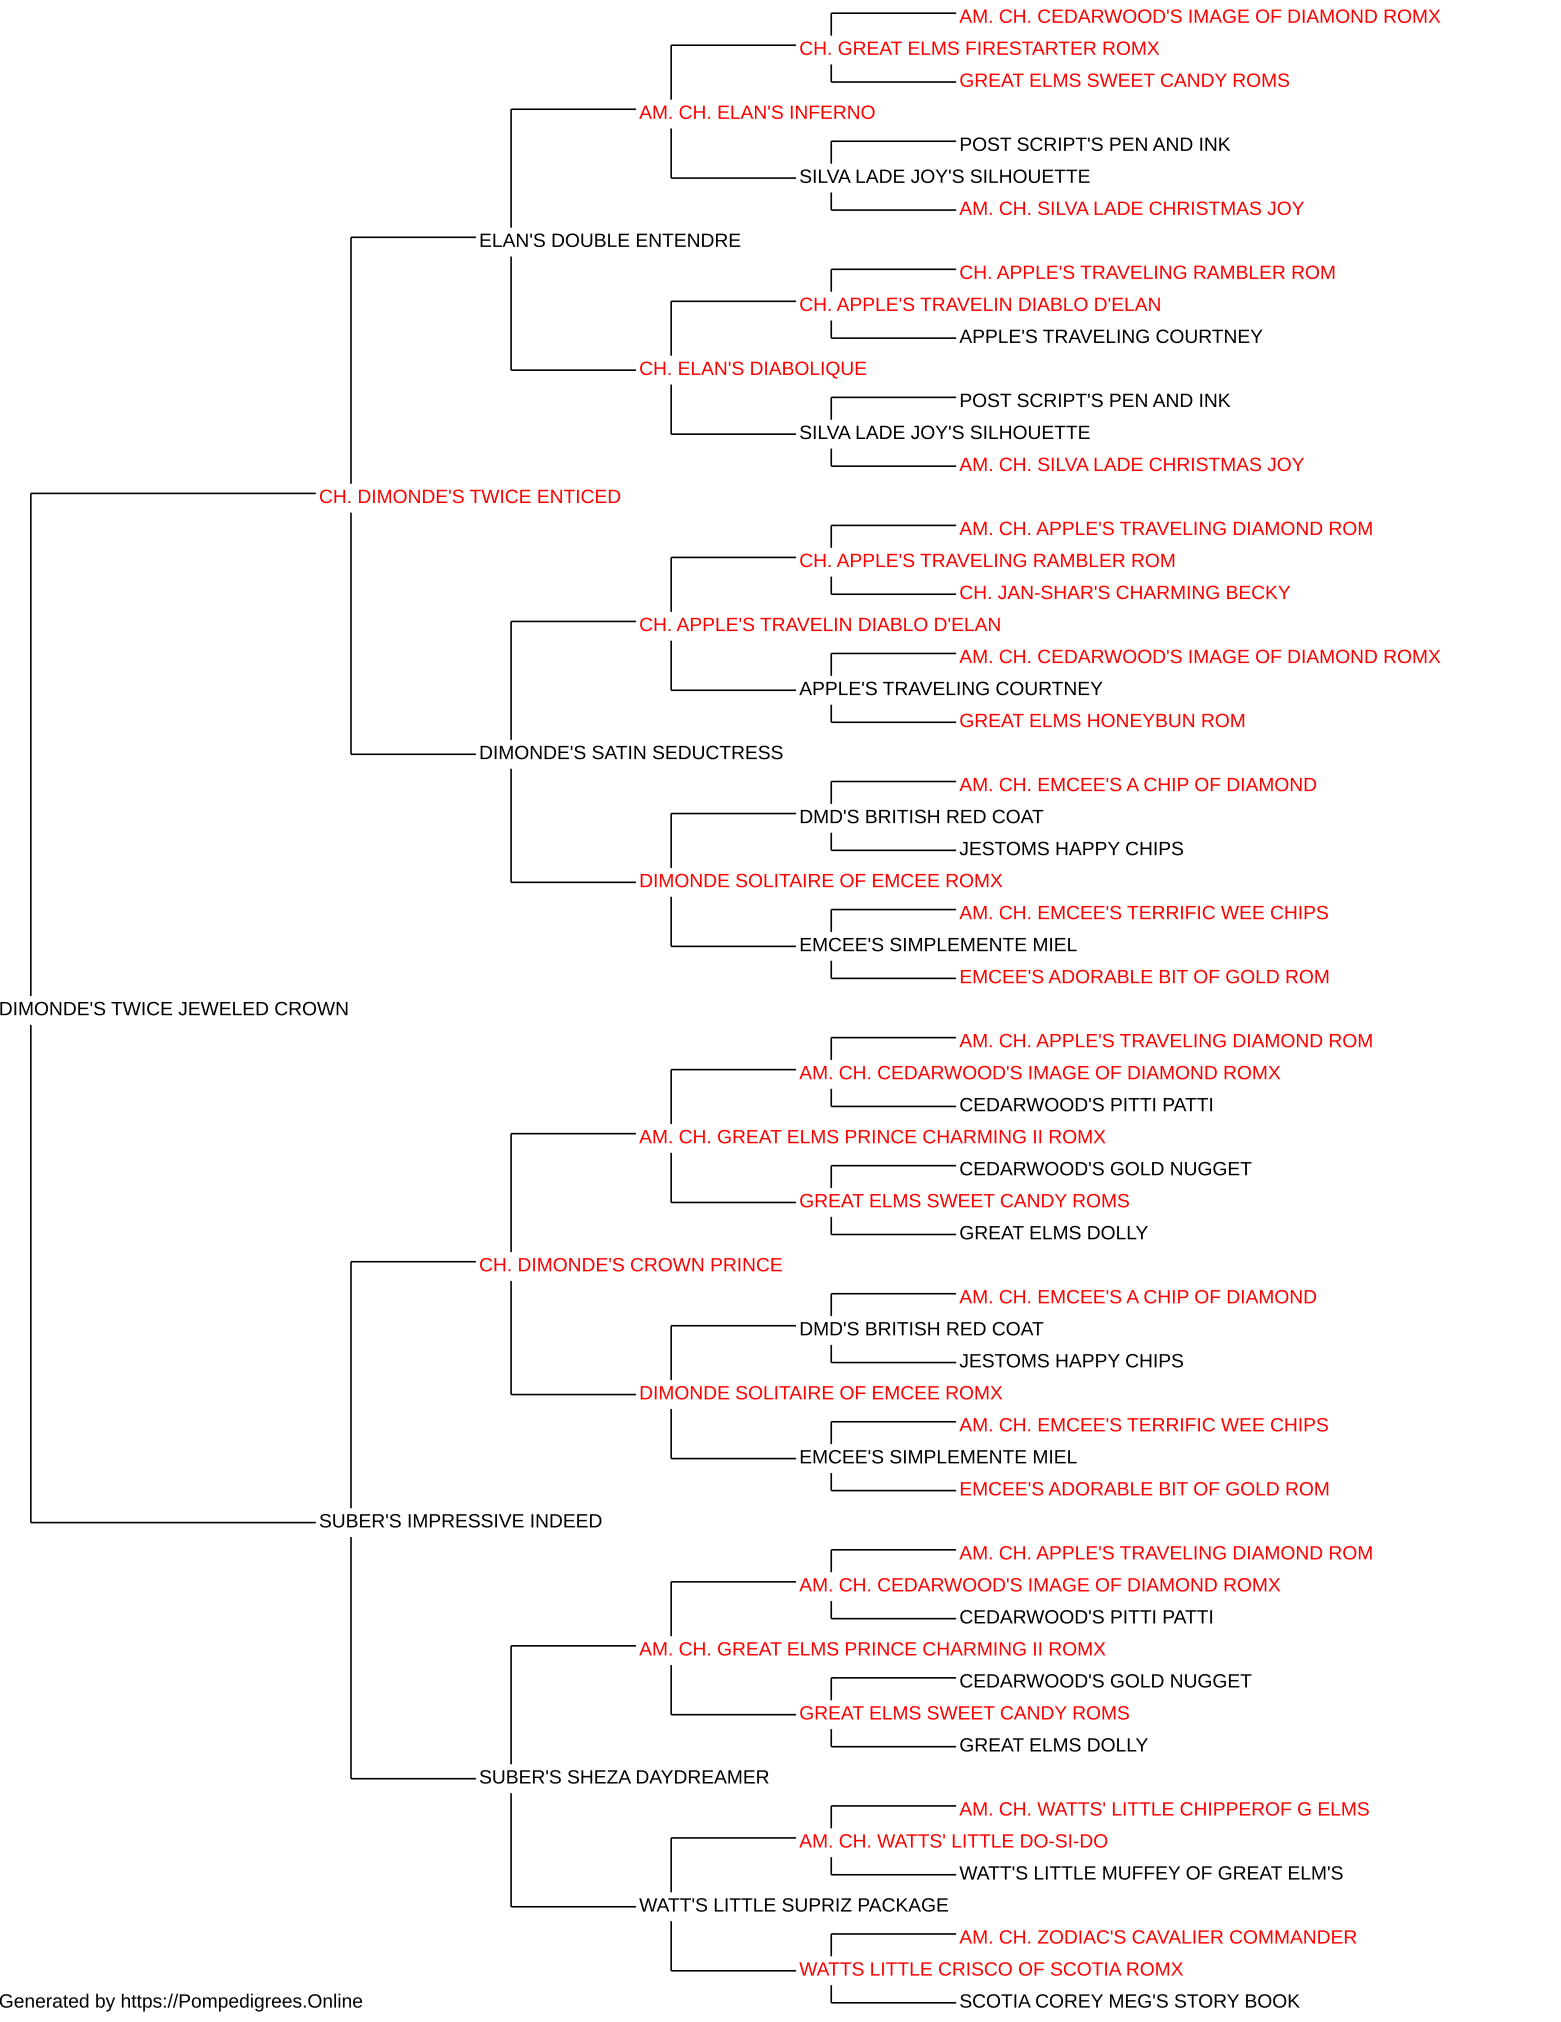 AM. CH. CEDARWOOD'S IMAGE OF DIAMOND ROMX
CH. GREAT ELMS FIRESTARTER ROMX
GREAT ELMS SWEET CANDY ROMS
AM. CH. ELAN'S INFERNO
POST SCRIPT'S PEN AND INK
SILVA LADE JOY'S SILHOUETTE
AM. CH. SILVA LADE CHRISTMAS JOY
ELAN'S DOUBLE ENTENDRE
CH. APPLE'S TRAVELING RAMBLER ROM
CH. APPLE'S TRAVELIN DIABLO D'ELAN
APPLE'S TRAVELING COURTNEY
CH. ELAN'S DIABOLIQUE
POST SCRIPT'S PEN AND INK
SILVA LADE JOY'S SILHOUETTE
AM. CH. SILVA LADE CHRISTMAS JOY
CH. DIMONDE'S TWICE ENTICED
AM. CH. APPLE'S TRAVELING DIAMOND ROM
CH. APPLE'S TRAVELING RAMBLER ROM
CH. JAN-SHAR'S CHARMING BECKY
CH. APPLE'S TRAVELIN DIABLO D'ELAN
AM. CH. CEDARWOOD'S IMAGE OF DIAMOND ROMX
APPLE'S TRAVELING COURTNEY
GREAT ELMS HONEYBUN ROM
DIMONDE'S SATIN SEDUCTRESS
AM. CH. EMCEE'S A CHIP OF DIAMOND
DMD'S BRITISH RED COAT
JESTOMS HAPPY CHIPS
DIMONDE SOLITAIRE OF EMCEE ROMX
AM. CH. EMCEE'S TERRIFIC WEE CHIPS
EMCEE'S SIMPLEMENTE MIEL
EMCEE'S ADORABLE BIT OF GOLD ROM
DIMONDE'S TWICE JEWELED CROWN
AM. CH. APPLE'S TRAVELING DIAMOND ROM
AM. CH. CEDARWOOD'S IMAGE OF DIAMOND ROMX
CEDARWOOD'S PITTI PATTI
AM. CH. GREAT ELMS PRINCE CHARMING II ROMX
CEDARWOOD'S GOLD NUGGET
GREAT ELMS SWEET CANDY ROMS
GREAT ELMS DOLLY
CH. DIMONDE'S CROWN PRINCE
AM. CH. EMCEE'S A CHIP OF DIAMOND
DMD'S BRITISH RED COAT
JESTOMS HAPPY CHIPS
DIMONDE SOLITAIRE OF EMCEE ROMX
AM. CH. EMCEE'S TERRIFIC WEE CHIPS
EMCEE'S SIMPLEMENTE MIEL
EMCEE'S ADORABLE BIT OF GOLD ROM
SUBER'S IMPRESSIVE INDEED
AM. CH. APPLE'S TRAVELING DIAMOND ROM
AM. CH. CEDARWOOD'S IMAGE OF DIAMOND ROMX
CEDARWOOD'S PITTI PATTI
AM. CH. GREAT ELMS PRINCE CHARMING II ROMX
CEDARWOOD'S GOLD NUGGET
GREAT ELMS SWEET CANDY ROMS
GREAT ELMS DOLLY
SUBER'S SHEZA DAYDREAMER
AM. CH. WATTS' LITTLE CHIPPEROF G ELMS
AM. CH. WATTS' LITTLE DO-SI-DO
WATT'S LITTLE MUFFEY OF GREAT ELM'S
WATT'S LITTLE SUPRIZ PACKAGE
AM. CH. ZODIAC'S CAVALIER COMMANDER
WATTS LITTLE CRISCO OF SCOTIA ROMX
SCOTIA COREY MEG'S STORY BOOK
Generated by https://Pompedigrees.Online